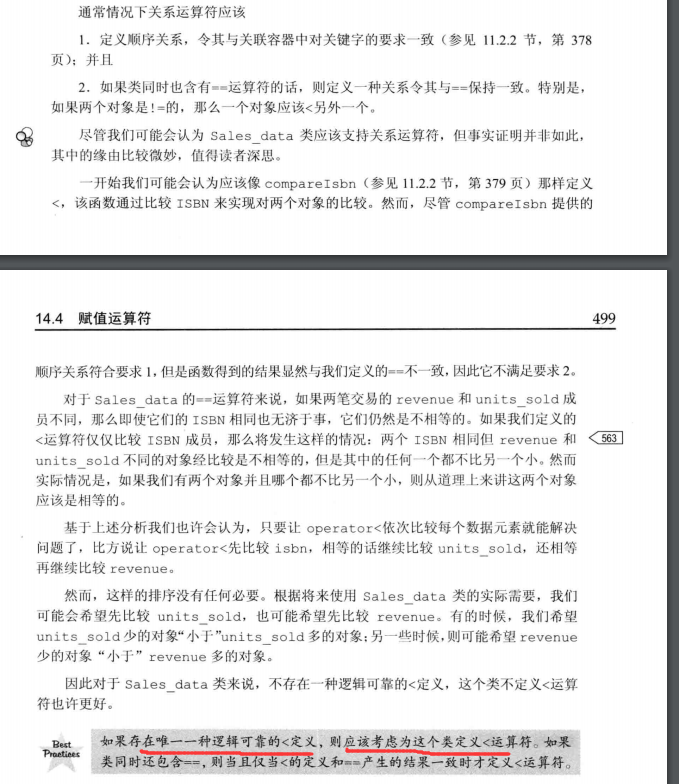 通常情况下关系运算符应该
1. 定义顺序关系，令其与关联容器中对关键字的要求一致（参见 11.2.2 节，第 378
页）；并且
2. 如果类同时也含有==运算符的话，则定义一种关系令其与==保持一致。特别是，
如果两个对象是!=的，那么一个对象应该<另外一个。
尽管我们可能会认为 Sales_data 类应该支持关系运算符，但事实证明并非如此，
其中的缘由比较微妙，值得读者深思。
一开始我们可能会认为应该像 compareIsbn（参见 11.2.2 节，第 379 页）那样定义
<，该函数通过比较 ISBN 来实现对两个对象的比较。然而，尽管 compareIsbn 提供的
14.4 赋值运算符 499
顺序关系符合要求 1，但是函数得到的结果显然与我们定义的==不一致，因此它不满足要求 2。
对于 Sales_data 的==运算符来说，如果两笔交易的 revenue 和 units_sold 成
员不同，那么即使它们的 ISBN 相同也无济于事，它们仍然是不相等的。如果我们定义的
<运算符仅仅比较 ISBN 成员，那么将发生这样的情况：两个 ISBN 相同但 revenue 和
563
units_sold 不同的对象经比较是不相等的，但是其中的任何一个都不比另一个小。然而
实际情况是，如果我们有两个对象并且哪个都不比另一个小，则从道理上来讲这两个对象
应该是相等的。
基于上述分析我们也许会认为，只要让 operator<依次比较每个数据元素就能解决
问题了，比方说让 operator<先比较 isbn，相等的话继续比较 units_sold，还相等
再继续比较 revenue。
然而，这样的排序没有任何必要。根据将来使用 Sales_data 类的实际需要，我们
可能会希望先比较 units_sold，也可能希望先比较 revenue。有的时候，我们希望
units_sold 少的对象“小于”units_sold 多的对象；另一些时候，则可能希望 revenue
少的对象“小于”revenue 多的对象。
因此对于 Sales_data 类来说，不存在一种逻辑可靠的<定义，这个类不定义<运算
符也许更好。
Best
Practices
如果存在唯一一种逻辑可靠的<定义，则应该考虑为这个类定义<运算符。如果
类同时还包含==，则当且仅当<的定义和==产生的结果一致时才定义<运算符。